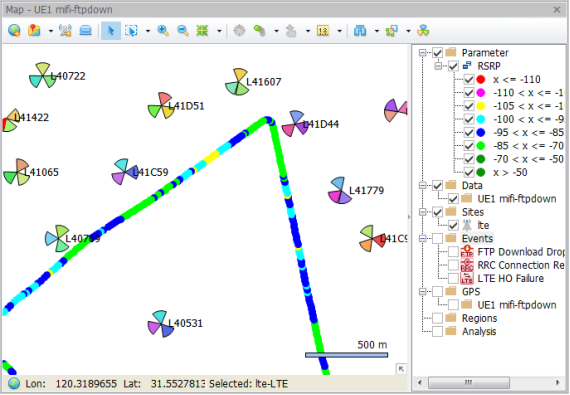 Map - UE1 mifi-ftpdown
L40722
L41607
L41D51
L41422
L41D44
L41065
L41C59
L41779
L41C9
500 m
Lon: 120.3189655 Lat: 31.5527813 Selected: lte-LTE
Parameter
RSRP
x <= -110
-110 < x <= -1
-105 < x <= -1
-100 < x <= -9
-95 < x <= -85
-85 < x <= -70
-70 < x <= -50
x > -50
Data
UE1 mifi-ftpdown
Sites
lte
Events
FTP Download Drop
RRC Connection Re
LTE HO Failure
GPS
UE1 mifi-ftpdown
Regions
Analysis
L40531